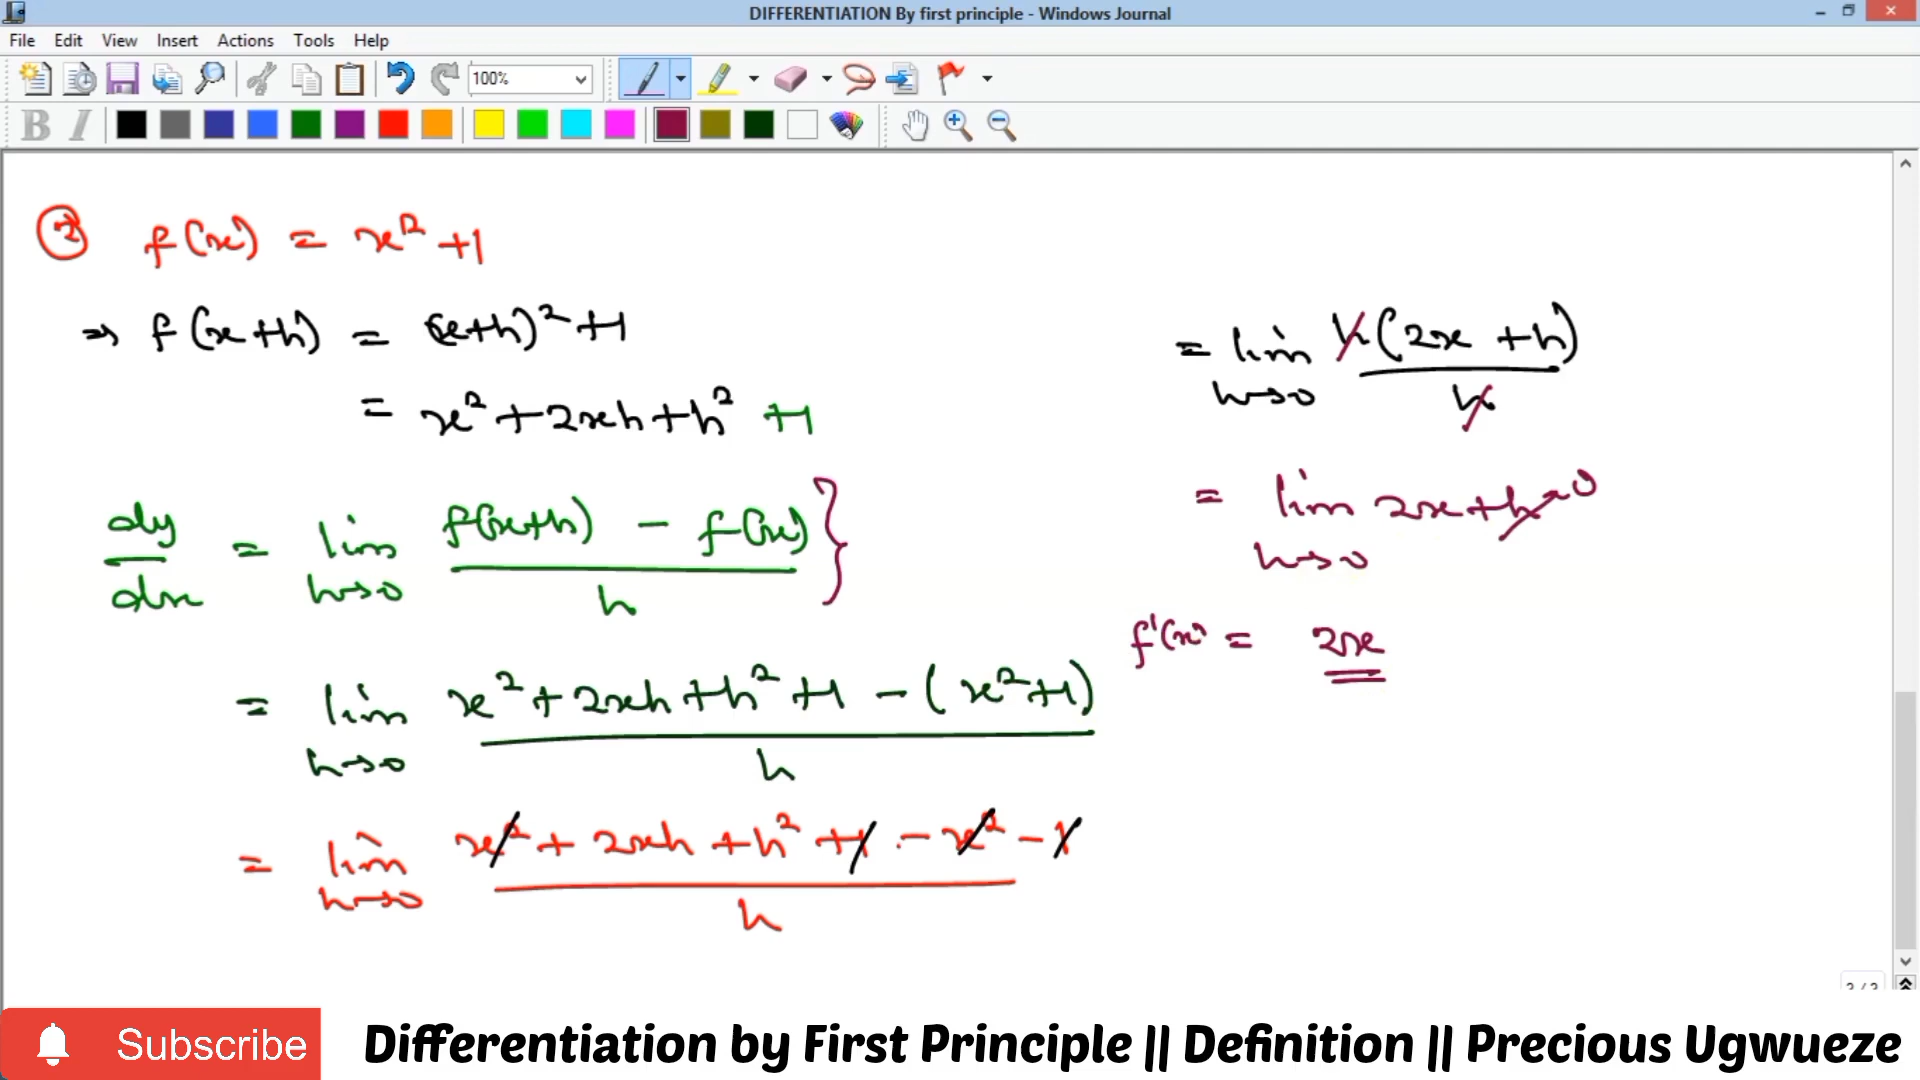 DIFFERENTIATION By first principle - Windows Journal
File Edit View Insert Actions Tools Help
100%
B I
② f(x) = x² + 1
⇒ f(x+h) = (x+h)² + 1
= x² + 2xh + h² + 1
dy/dx = lim h→0 f(x+h) - f(x) / h }
= lim h→0 x² + 2xh + h² + 1 - (x² + 1) / h
= lim h→0 x² + 2xh + h² + 1 - x² - 1 / h
= lim h→0 h(2x + h) / h
= lim h→0 2x + h → 0
f'(x) = 2x
Subscribe
Differentiation by First Principle || Definition || Precious Ugwueze